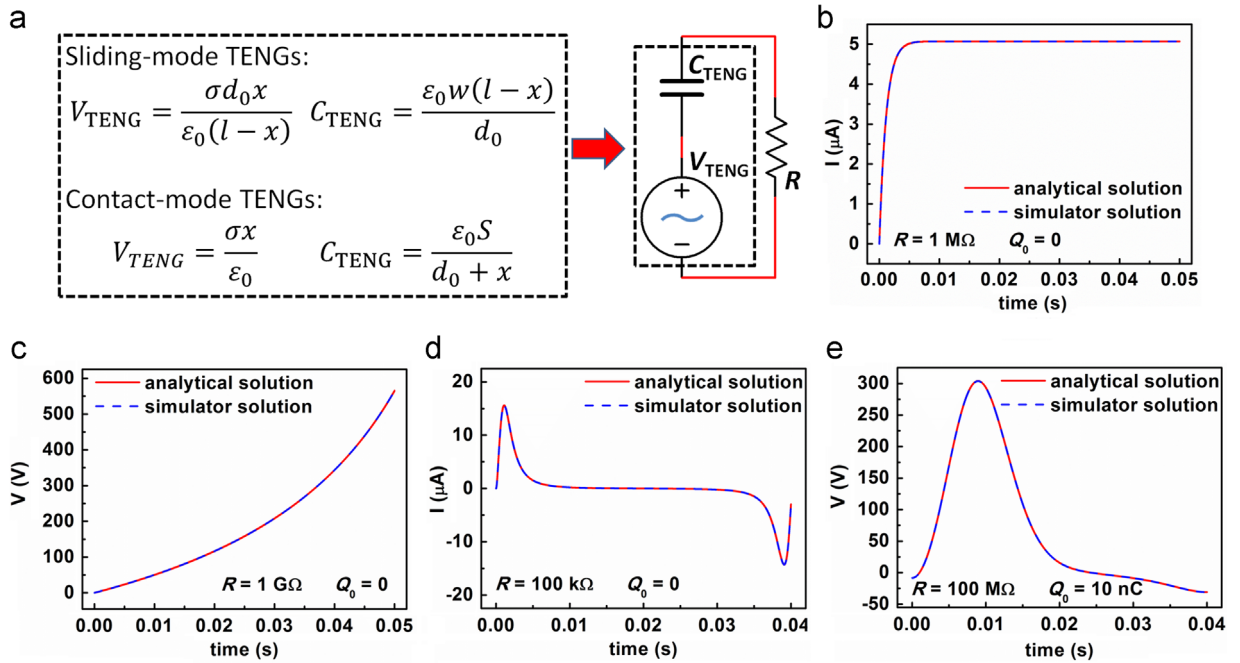 a
Sliding-mode TENGs:
V_TENG = σd₀x / ε₀(l − x)   C_TENG = ε₀w(l − x) / d₀
Contact-mode TENGs:
V_TENG = σx / ε₀   C_TENG = ε₀S / d₀ + x
C_TENG
V_TENG
+
−
R
b
I (μA)
5
4
3
2
1
0
analytical solution
simulator solution
R = 1 MΩ   Q₀ = 0
0.00 0.01 0.02 0.03 0.04 0.05
time (s)
c
V (V)
600
500
400
300
200
100
0
analytical solution
simulator solution
R = 1 GΩ   Q₀ = 0
0.00 0.01 0.02 0.03 0.04 0.05
time (s)
d
I (μA)
20
10
0
-10
-20
analytical solution
simulator solution
R = 100 kΩ   Q₀ = 0
0.00 0.01 0.02 0.03 0.04
time (s)
e
V (V)
300
250
200
150
100
50
0
-50
analytical solution
simulator solution
R = 100 MΩ   Q₀ = 10 nC
0.00 0.01 0.02 0.03 0.04
time (s)